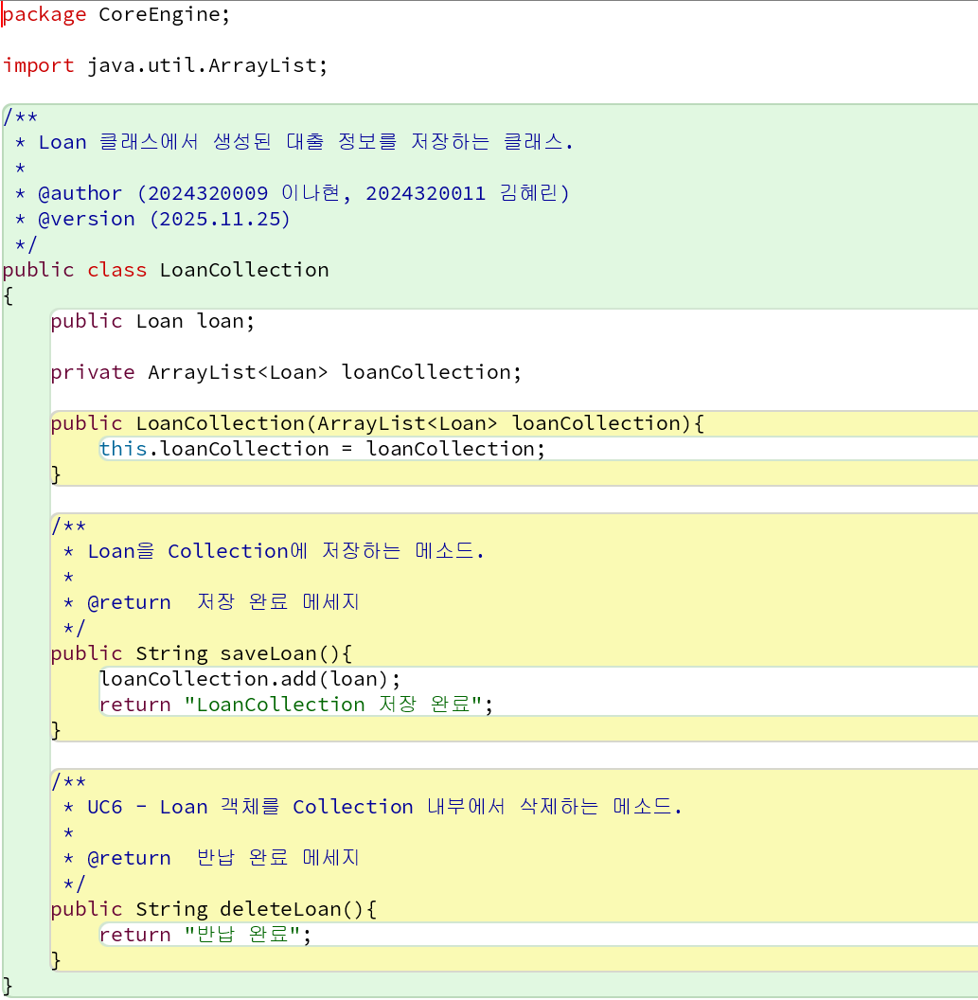 package CoreEngine;
import java.util.ArrayList;
/**
 * Loan 클래스에서 생성된 대출 정보를 저장하는 클래스.
 *
 * @author (2024320009 이나현, 2024320011 김혜린)
 * @version (2025.11.25)
 */
public class LoanCollection
{
    public Loan loan;
    private ArrayList<Loan> loanCollection;
    public LoanCollection(ArrayList<Loan> loanCollection){
        this.loanCollection = loanCollection;
    }
    /**
     * Loan을 Collection에 저장하는 메소드.
     *
     * @return  저장 완료 메세지
     */
    public String saveLoan(){
        loanCollection.add(loan);
        return "LoanCollection 저장 완료";
    }
    /**
     * UC6 - Loan 객체를 Collection 내부에서 삭제하는 메소드.
     *
     * @return  반납 완료 메세지
     */
    public String deleteLoan(){
        return "반납 완료";
    }
}